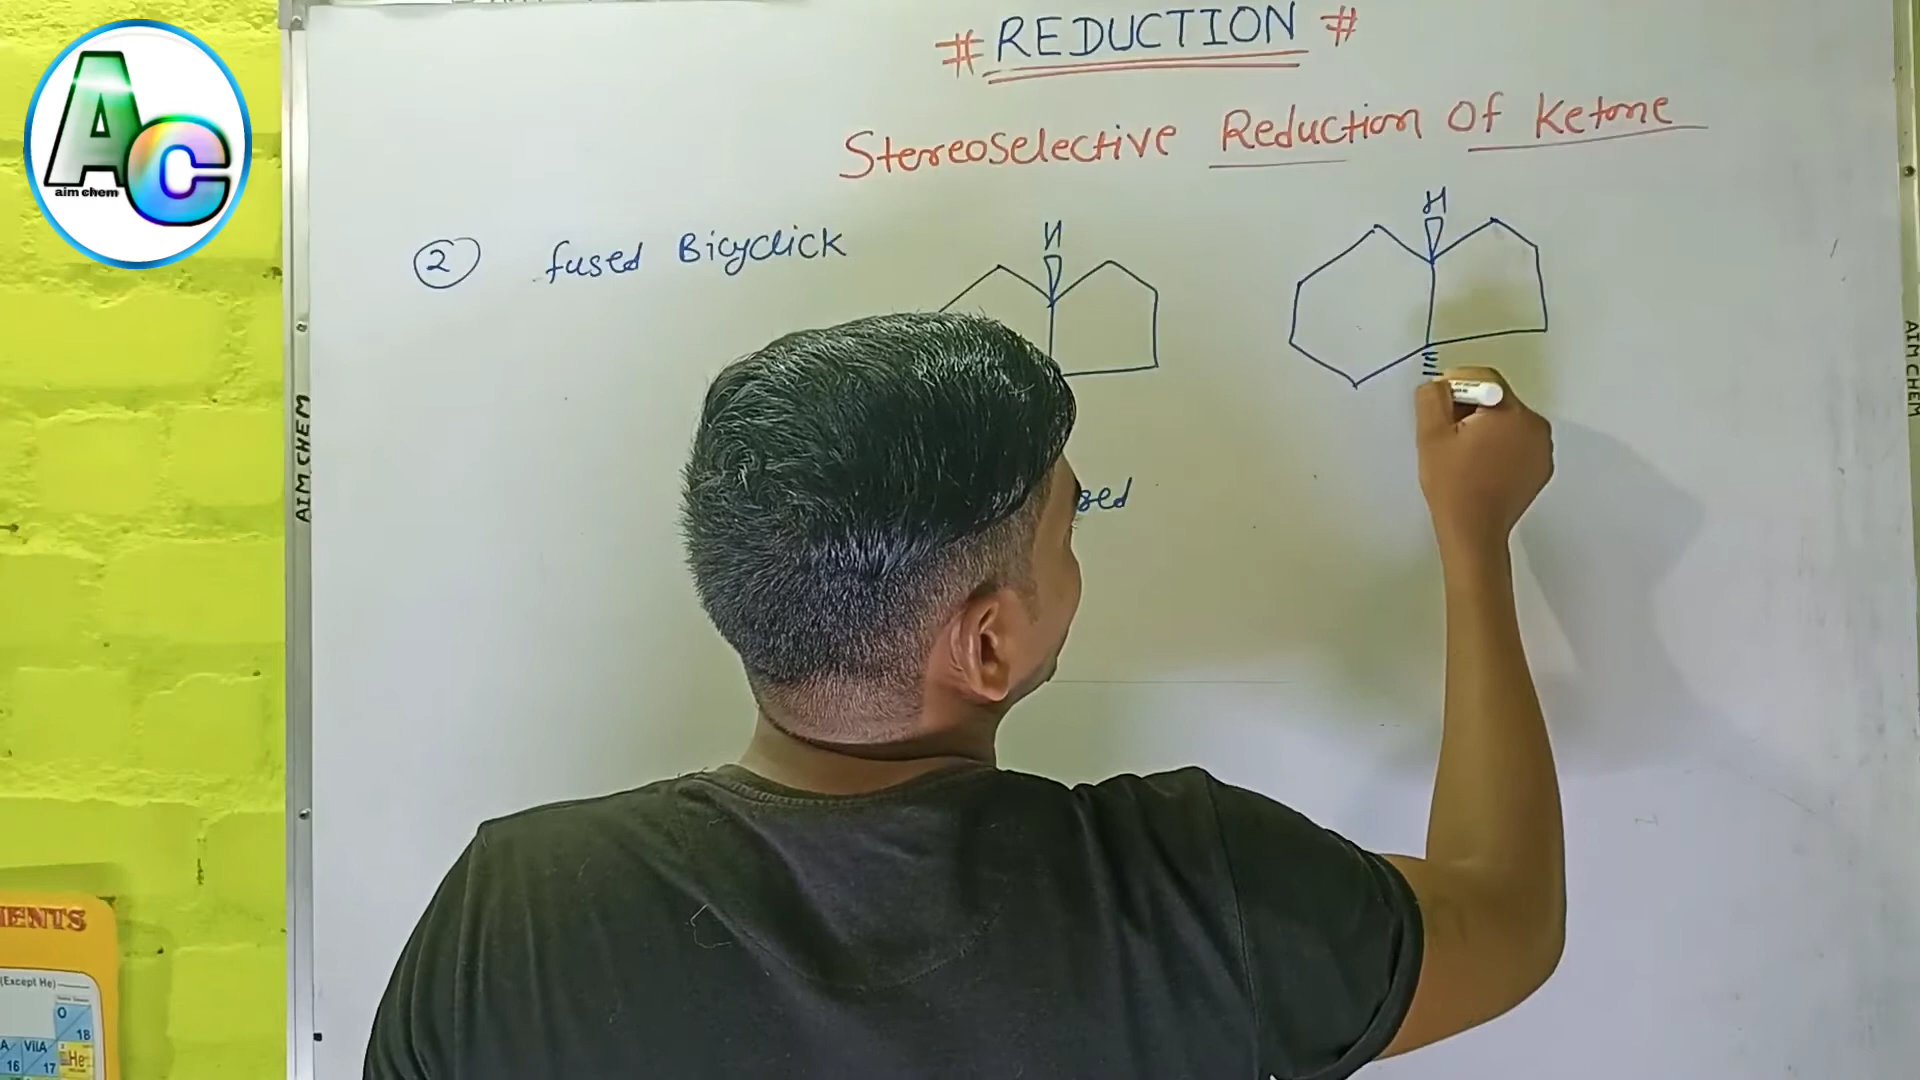 # REDUCTION #
StereoSelective Reduction Of Ketone
2 fused Bicyclick
H
H
AC
aim chem
AIM CHEM
AIM CHEM
(Except He)
O
18
VIIA
He
16 17